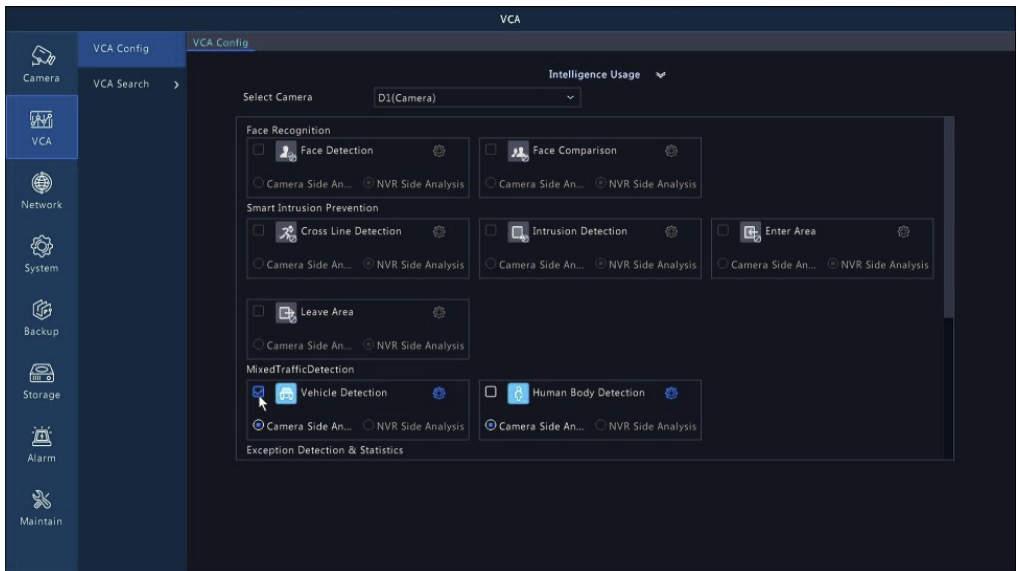 VCA
Camera
VCA
Network
System
Backup
Storage
Alarm
Maintain
VCA Config
VCA Search
VCA Config
Intelligence Usage
Select Camera D1(Camera)
Face Recognition
Face Detection
Camera Side An... NVR Side Analysis
Face Comparison
Camera Side An... NVR Side Analysis
Smart Intrusion Prevention
Cross Line Detection
Camera Side An... NVR Side Analysis
Intrusion Detection
Camera Side An... NVR Side Analysis
Enter Area
Camera Side An... NVR Side Analysis
Leave Area
Camera Side An... NVR Side Analysis
MixedTrafficDetection
Vehicle Detection
Camera Side An... NVR Side Analysis
Human Body Detection
Camera Side An... NVR Side Analysis
Exception Detection & Statistics